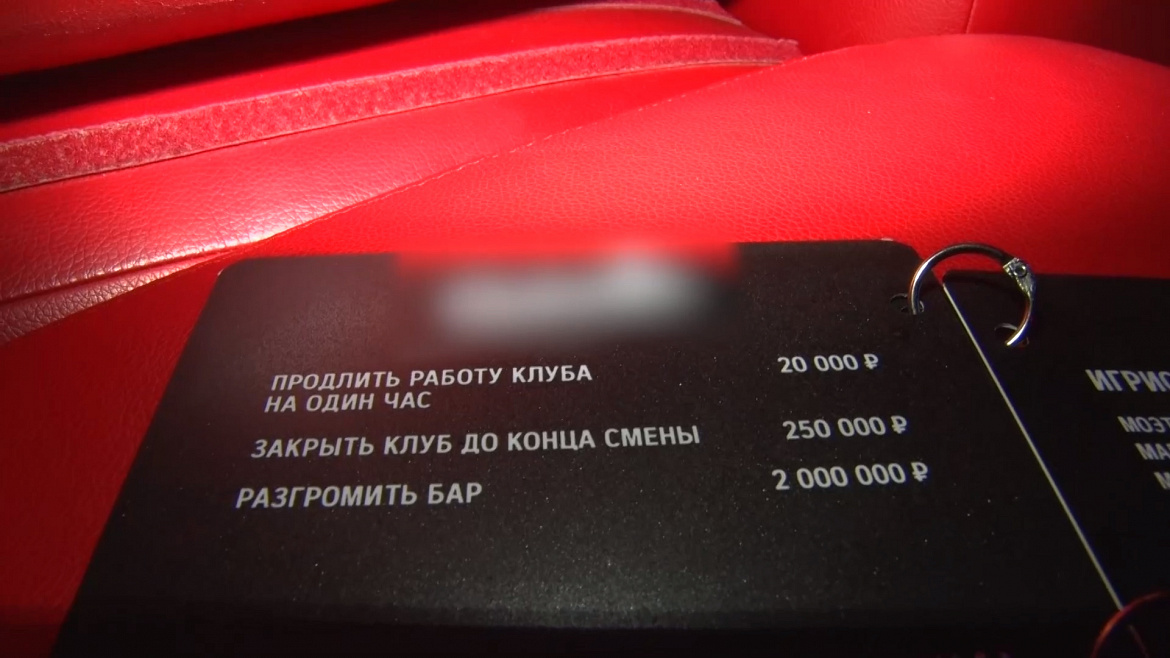 ПРОДЛИТЬ РАБОТУ КЛУБА
НА ОДИН ЧАС
20 000 ₽
ЗАКРЫТЬ КЛУБ ДО КОНЦА СМЕНЫ
250 000 ₽
РАЗГРОМИТЬ БАР
2 000 000 ₽